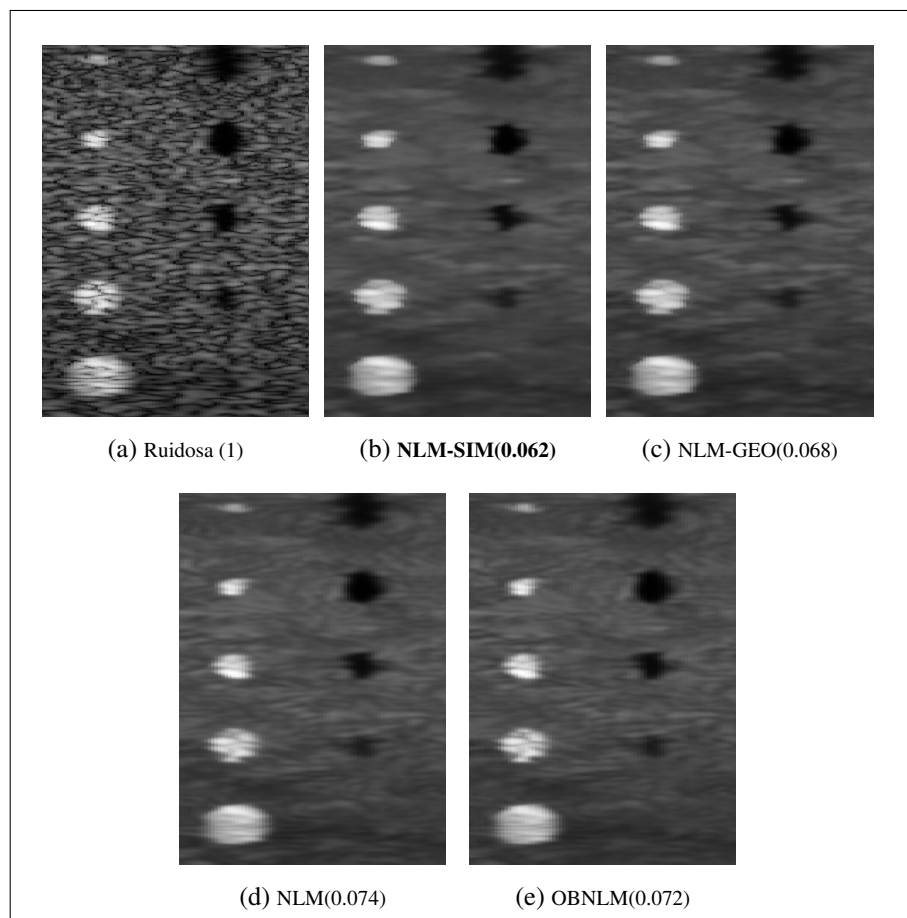 (a) Ruidosa (1)
(b) NLM-SIM(0.062)
(c) NLM-GEO(0.068)
(d) NLM(0.074)
(e) OBNLM(0.072)